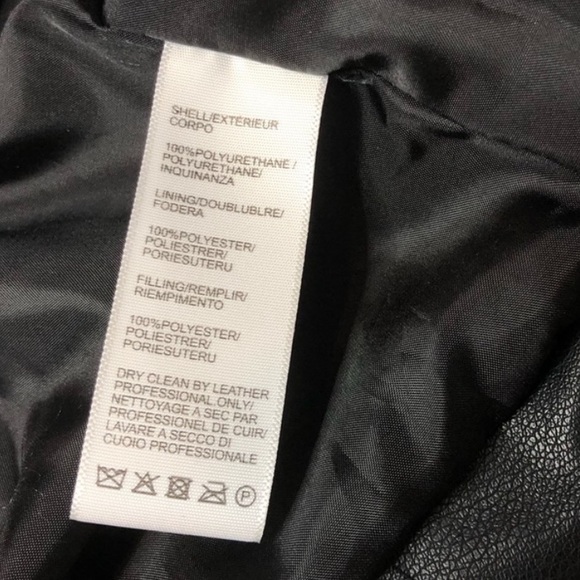 SHELL/EXTERIEUR
CORPO
100%POLYURETHANE/
POLYURETHANE/
INQUINANZA
LINING/DOUBLUBLRE/
FODERA
100%POLYESTER/
POLIESTRER/
PORIESUTERU
FILLING/REMPLIR/
RIEMPIMENTO
100%POLYESTER/
POLIESTRER/
PORIESUTERU
DRY CLEAN BY LEATHER
PROFESSIONAL ONLY/
NETTOYAGE A SEC PAR
PROFESSIONEL DE CUIR/
LAVARE A SECCO DI
CUOIO PROFESSIONALE
P